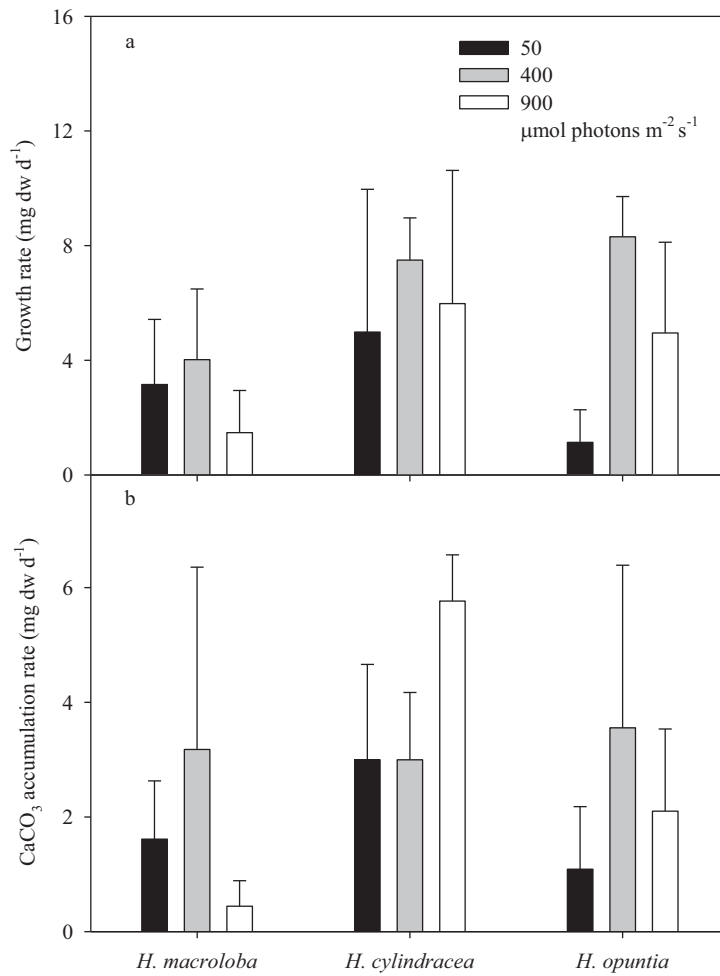 16
a
50
400
900
μmol photons m⁻² s⁻¹
12
8
4
0
Growth rate (mg dw d⁻¹)
b
6
4
2
0
CaCO₃ accumulation rate (mg dw d⁻¹)
H. macroloba
H. cylindracea
H. opuntia